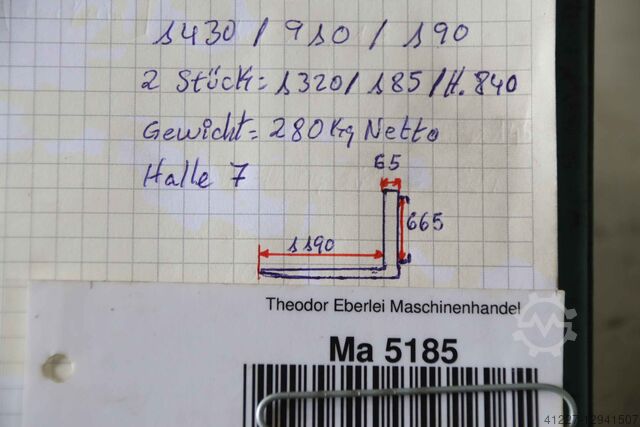 1430 / 910 / 190
2 Stück = 1320 / 185 / H. 840
Gewicht = 280 Kg Netto
Halle 7
65
665
1190
Theodor Eberlei Maschinenhandel
Ma 5185
41227-12941507